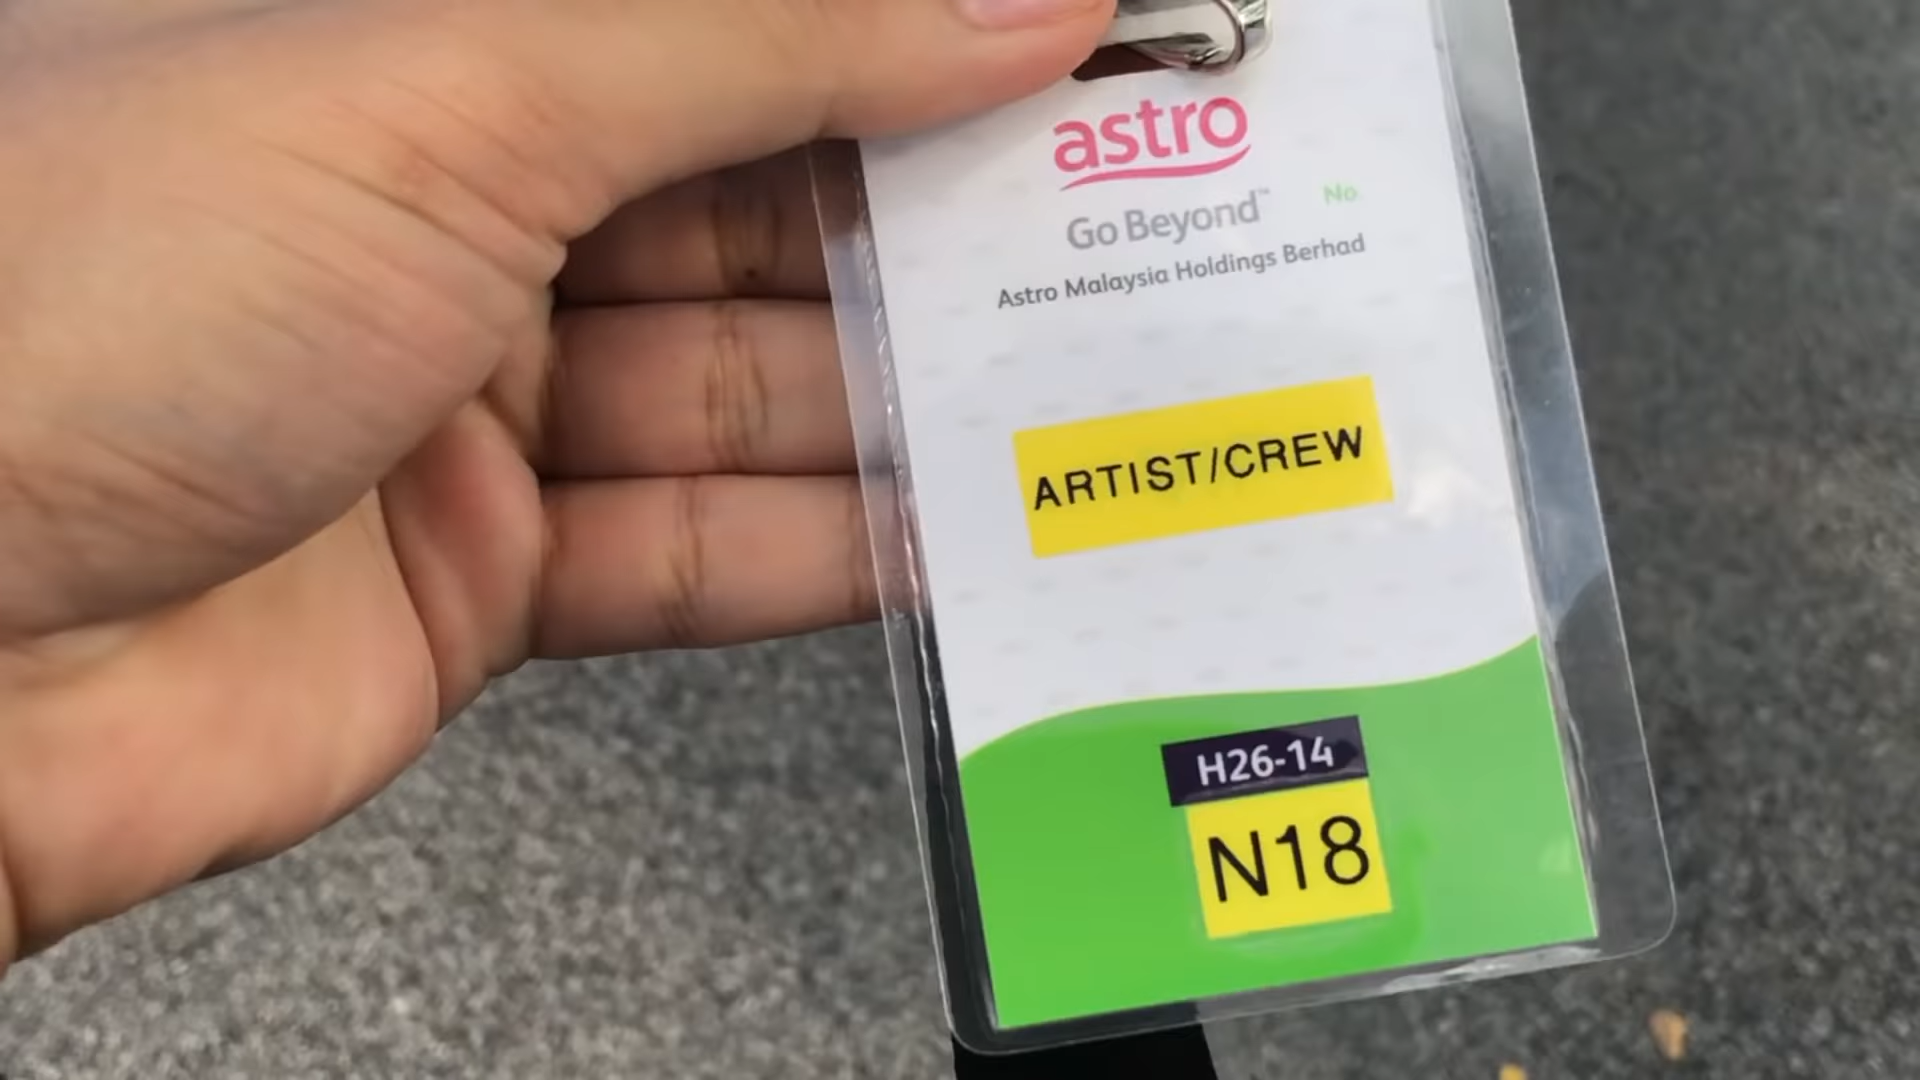 astro
Go Beyond™
No.
Astro Malaysia Holdings Berhad
ARTIST/CREW
H26-14
N18